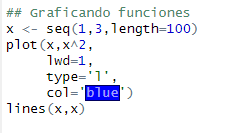 ## Graficando funciones
x <- seq(1,3,length=100)
plot(x,x^2,
     lwd=1,
     type='l',
     col='blue')
lines(x,x)